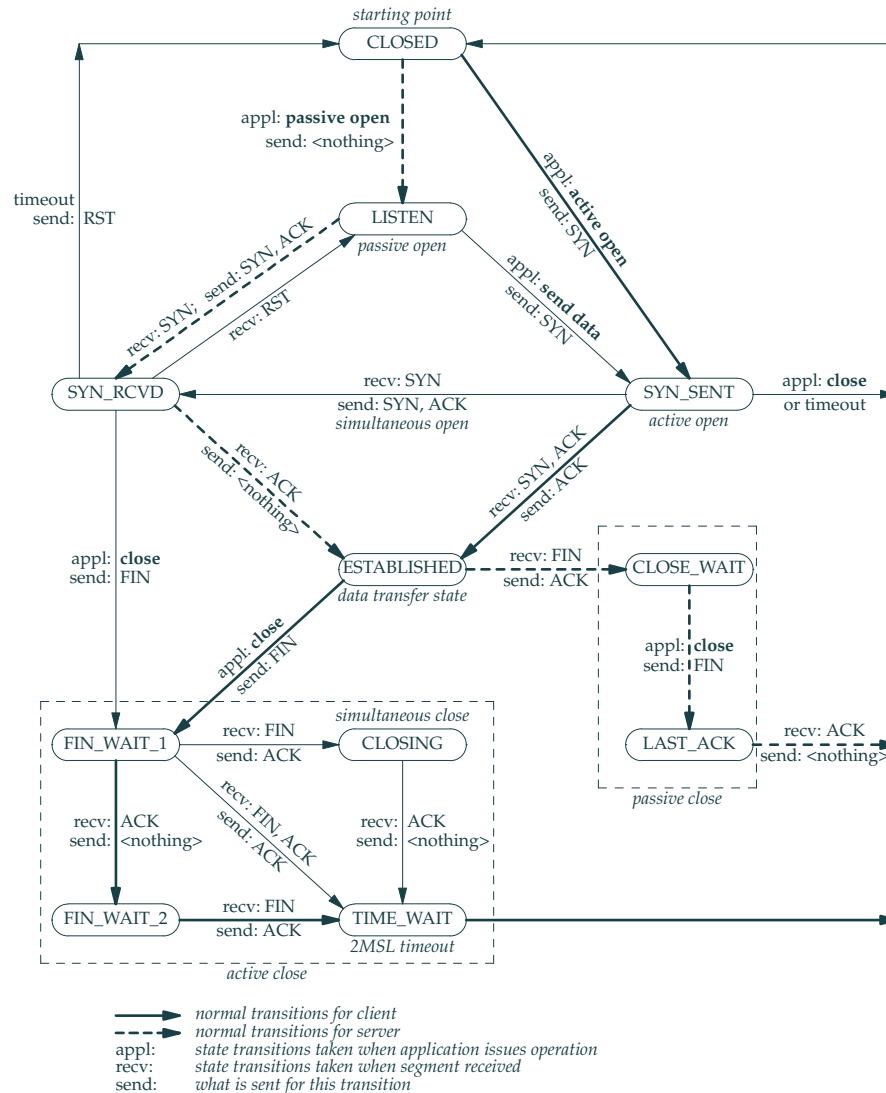 starting point
CLOSED
appl: passive open
send: <nothing>
appl: active open
send: SYN
timeout
send: RST
LISTEN
passive open
recv: SYN; send: SYN, ACK
recv: RST
appl: send data
send: SYN
SYN_RCVD
recv: SYN
send: SYN, ACK
simultaneous open
SYN_SENT
active open
appl: close
or timeout
recv: ACK
send: <nothing>
recv: SYN, ACK
send: ACK
appl: close
send: FIN
ESTABLISHED
data transfer state
recv: FIN
send: ACK
CLOSE_WAIT
appl: close
send: FIN
appl: close
send: FIN
simultaneous close
FIN_WAIT_1
recv: FIN
send: ACK
CLOSING
LAST_ACK
recv: ACK
send: <nothing>
passive close
recv: ACK
send: <nothing>
recv: FIN, ACK
send: ACK
recv: ACK
send: <nothing>
FIN_WAIT_2
recv: FIN
send: ACK
TIME_WAIT
2MSL timeout
active close
normal transitions for client
normal transitions for server
appl: state transitions taken when application issues operation
recv: state transitions taken when segment received
send: what is sent for this transition